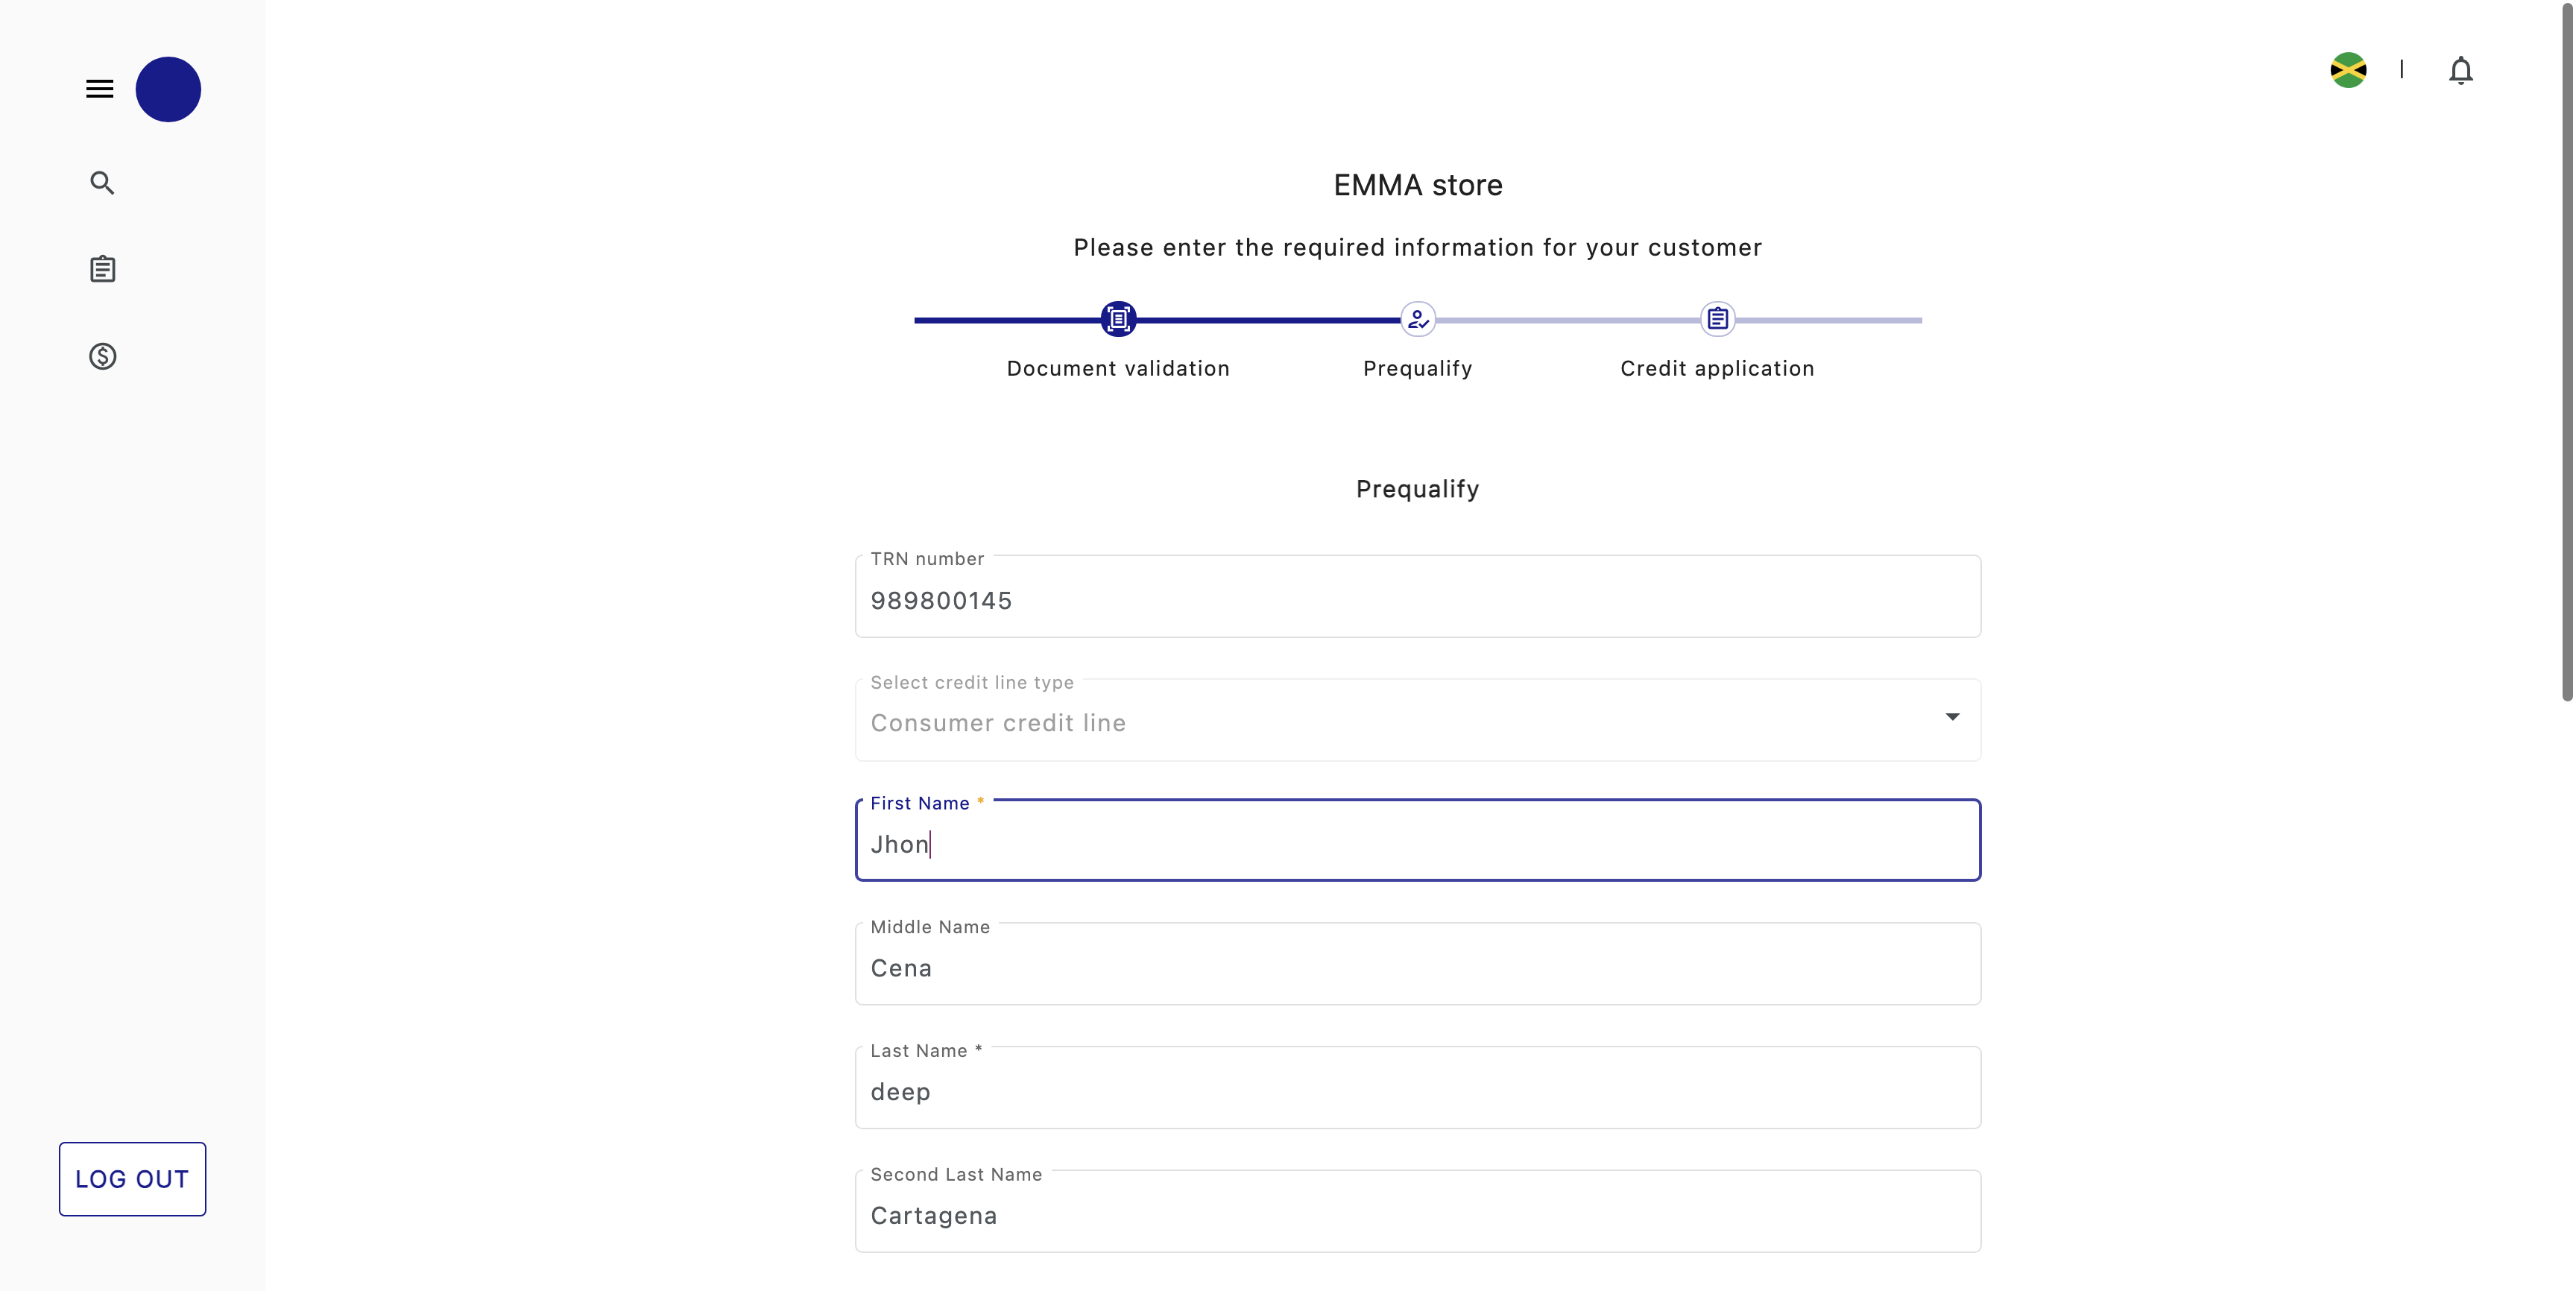 EMMA store
Please enter the required information for your customer
Document validation
Prequalify
Credit application
Prequalify
TRN number
989800145
Select credit line type
Consumer credit line
First Name *
Jhon
Middle Name
Cena
Last Name *
deep
Second Last Name
Cartagena
LOG OUT